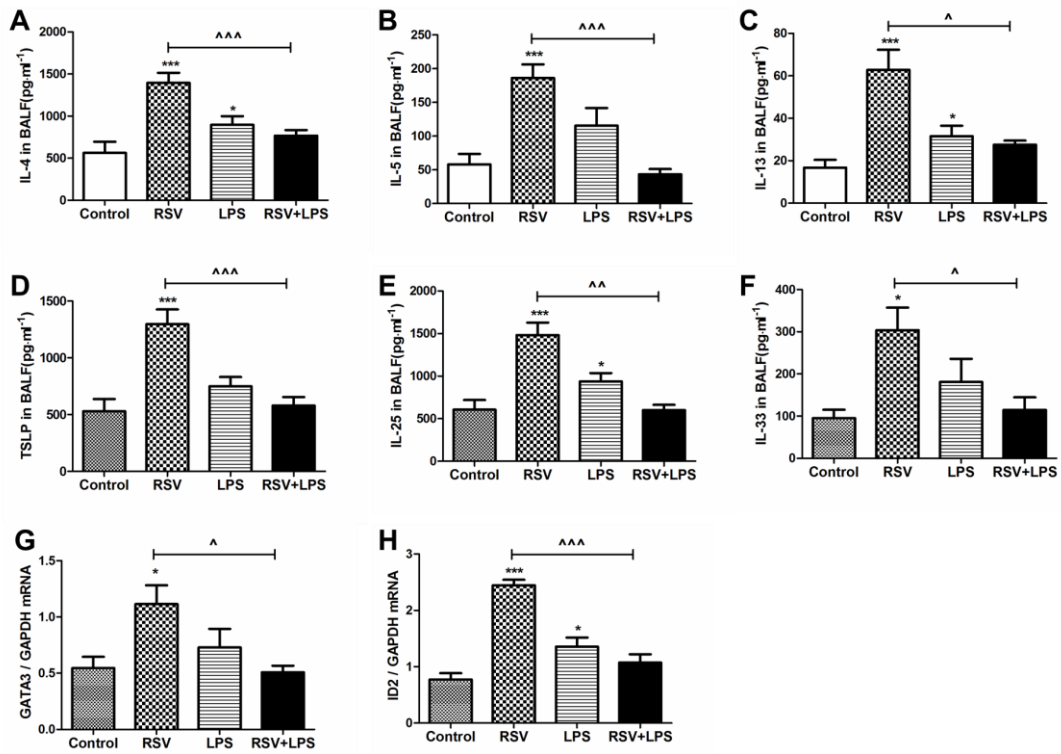 A
IL-4 in BALF(pg·ml⁻¹)
2000
1500
1000
500
0
^^^
***
*
Control RSV LPS RSV+LPS
B
IL-5 in BALF(pg·ml⁻¹)
250
200
150
100
50
0
^^^
***
Control RSV LPS RSV+LPS
C
IL-13 in BALF(pg·ml⁻¹)
80
60
40
20
0
^
***
*
Control RSV LPS RSV+LPS
D
TSLP in BALF(pg·ml⁻¹)
1500
1000
500
0
^^^
***
Control RSV LPS RSV+LPS
E
IL-25 in BALF(pg·ml⁻¹)
2000
1500
1000
500
0
^^
***
*
Control RSV LPS RSV+LPS
F
IL-33 in BALF(pg·ml⁻¹)
400
300
200
100
0
^
*
Control RSV LPS RSV+LPS
G
GATA3 / GAPDH mRNA
1.5
1.0
0.5
0.0
^
*
Control RSV LPS RSV+LPS
H
ID2 / GAPDH mRNA
3
2
1
0
^^^
***
*
Control RSV LPS RSV+LPS